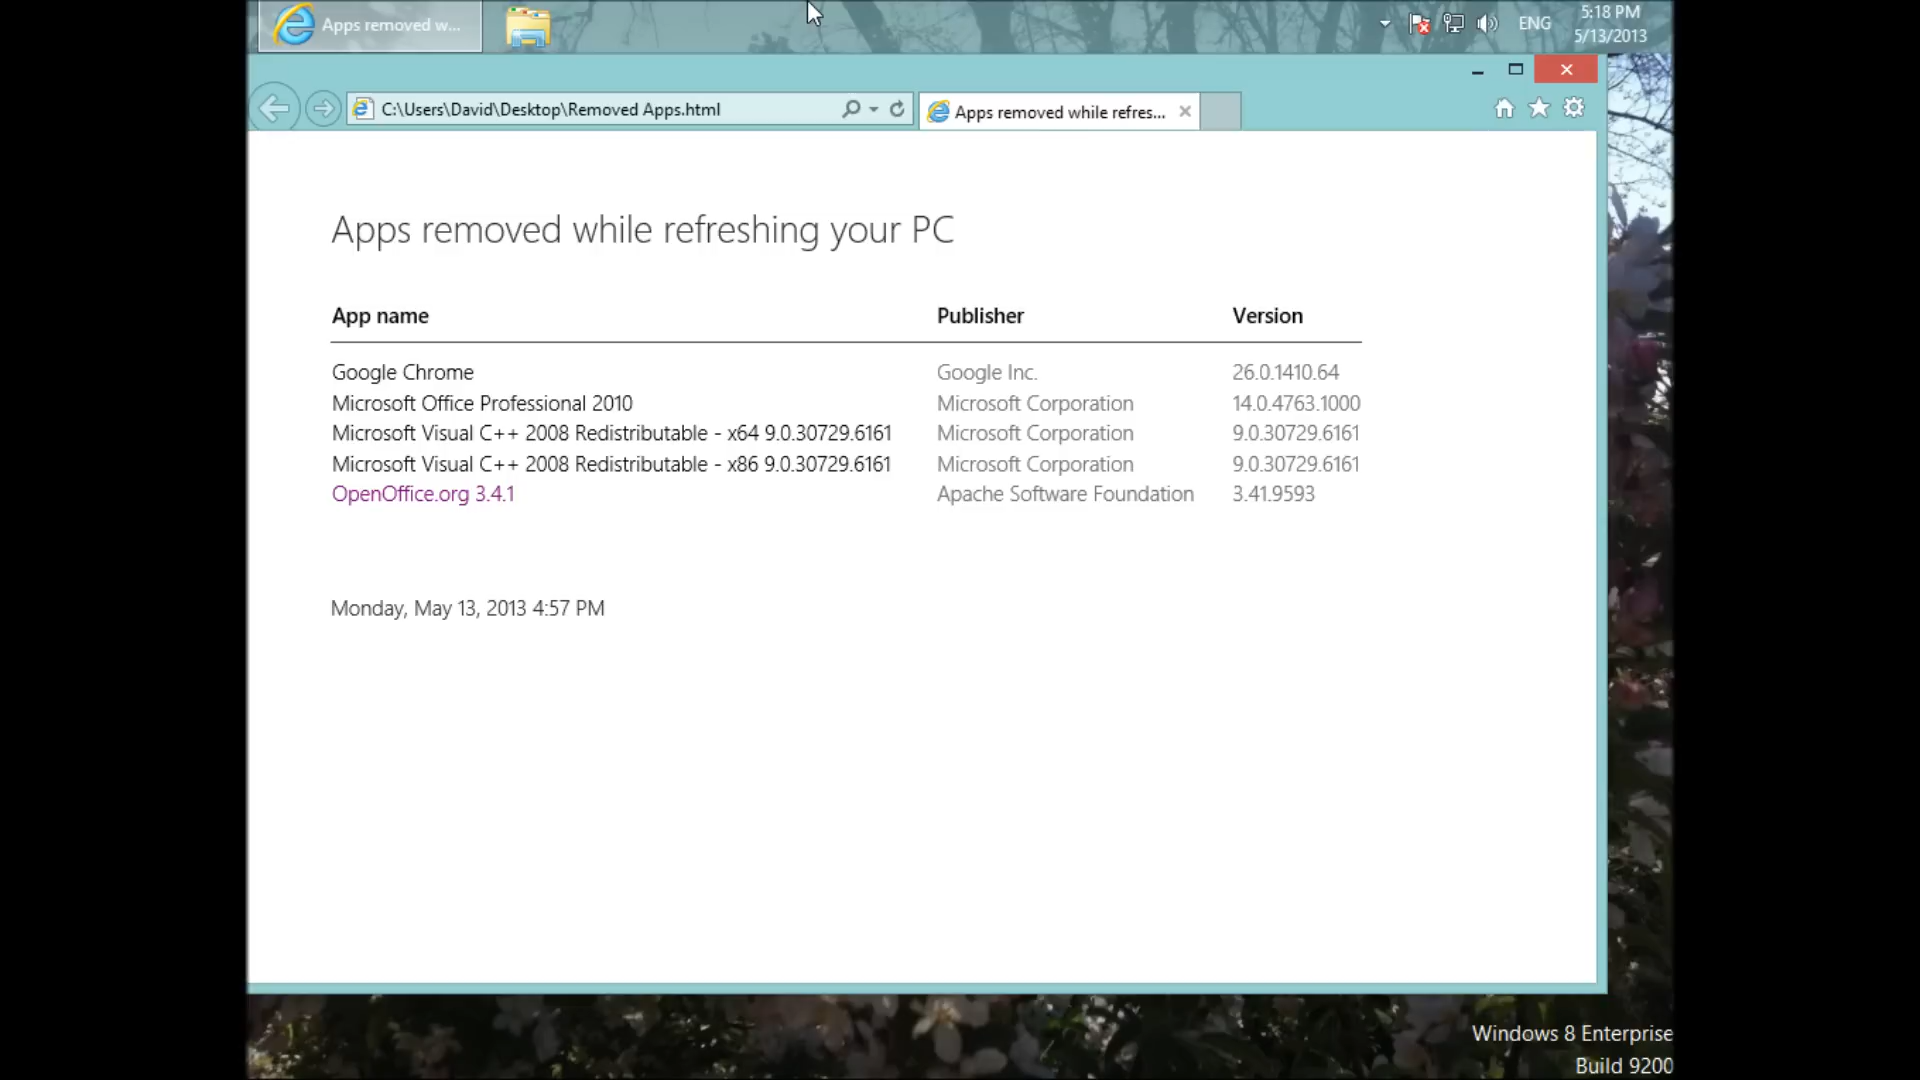 Apps removed w...
ENG
5:18 PM
5/13/2013
C:\Users\David\Desktop\Removed Apps.html
Apps removed while refres...
Apps removed while refreshing your PC
App name Publisher Version
Google Chrome Google Inc. 26.0.1410.64
Microsoft Office Professional 2010 Microsoft Corporation 14.0.4763.1000
Microsoft Visual C++ 2008 Redistributable - x64 9.0.30729.6161 Microsoft Corporation 9.0.30729.6161
Microsoft Visual C++ 2008 Redistributable - x86 9.0.30729.6161 Microsoft Corporation 9.0.30729.6161
OpenOffice.org 3.4.1 Apache Software Foundation 3.41.9593
Monday, May 13, 2013 4:57 PM
Windows 8 Enterprise
Build 9200